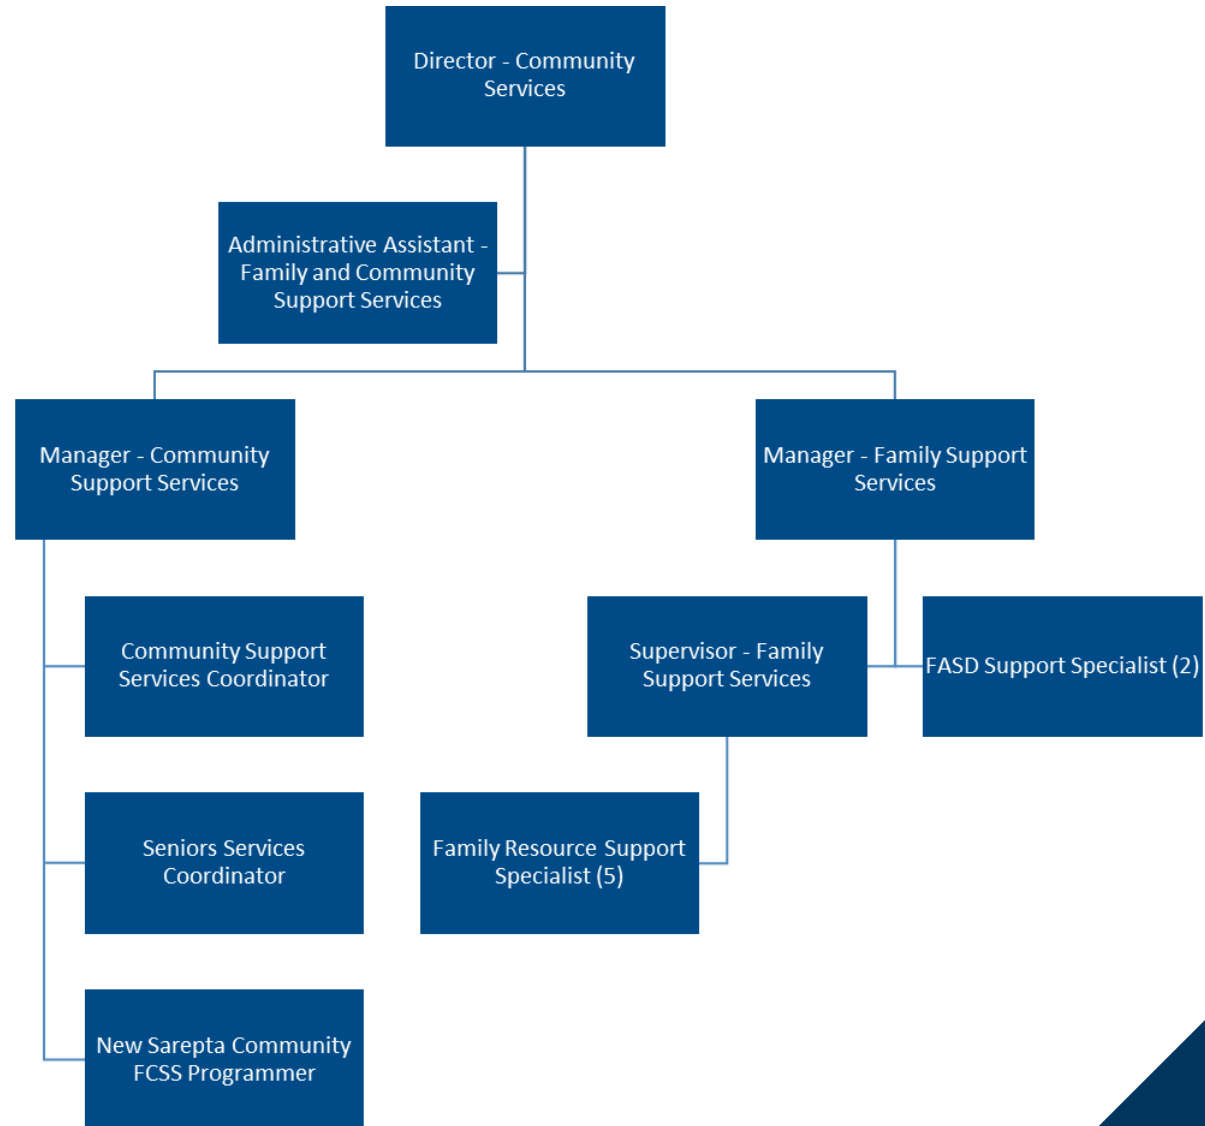 Director - Community
Services
Administrative Assistant -
Family and Community
Support Services
Manager - Community
Support Services
Manager - Family Support
Services
Community Support
Services Coordinator
Supervisor - Family
Support Services
FASD Support Specialist (2)
Seniors Services
Coordinator
Family Resource Support
Specialist (5)
New Sarepta Community
FCSS Programmer